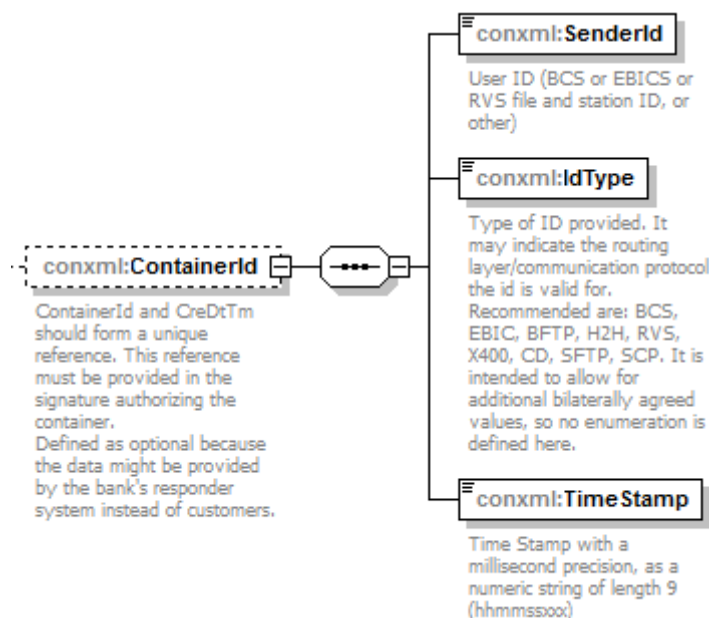 conxml:SenderId
User ID (BCS or EBICS or
RVS file and station ID, or
other)
conxml:IdType
Type of ID provided. It
may indicate the routing
layer/communication protocol
the id is valid for.
Recommended are: BCS,
EBIC, BFTP, H2H, RVS,
X400, CD, SFTP, SCP. It is
intended to allow for
additional bilaterally agreed
values, so no enumeration is
defined here.
conxml:ContainerId
ContainerId and CreDtTm
should form a unique
reference. This reference
must be provided in the
signature authorizing the
container.
Defined as optional because
the data might be provided
by the bank's responder
system instead of customers.
conxml:TimeStamp
Time Stamp with a
millisecond precision, as a
numeric string of length 9
(hhmmssxxx)